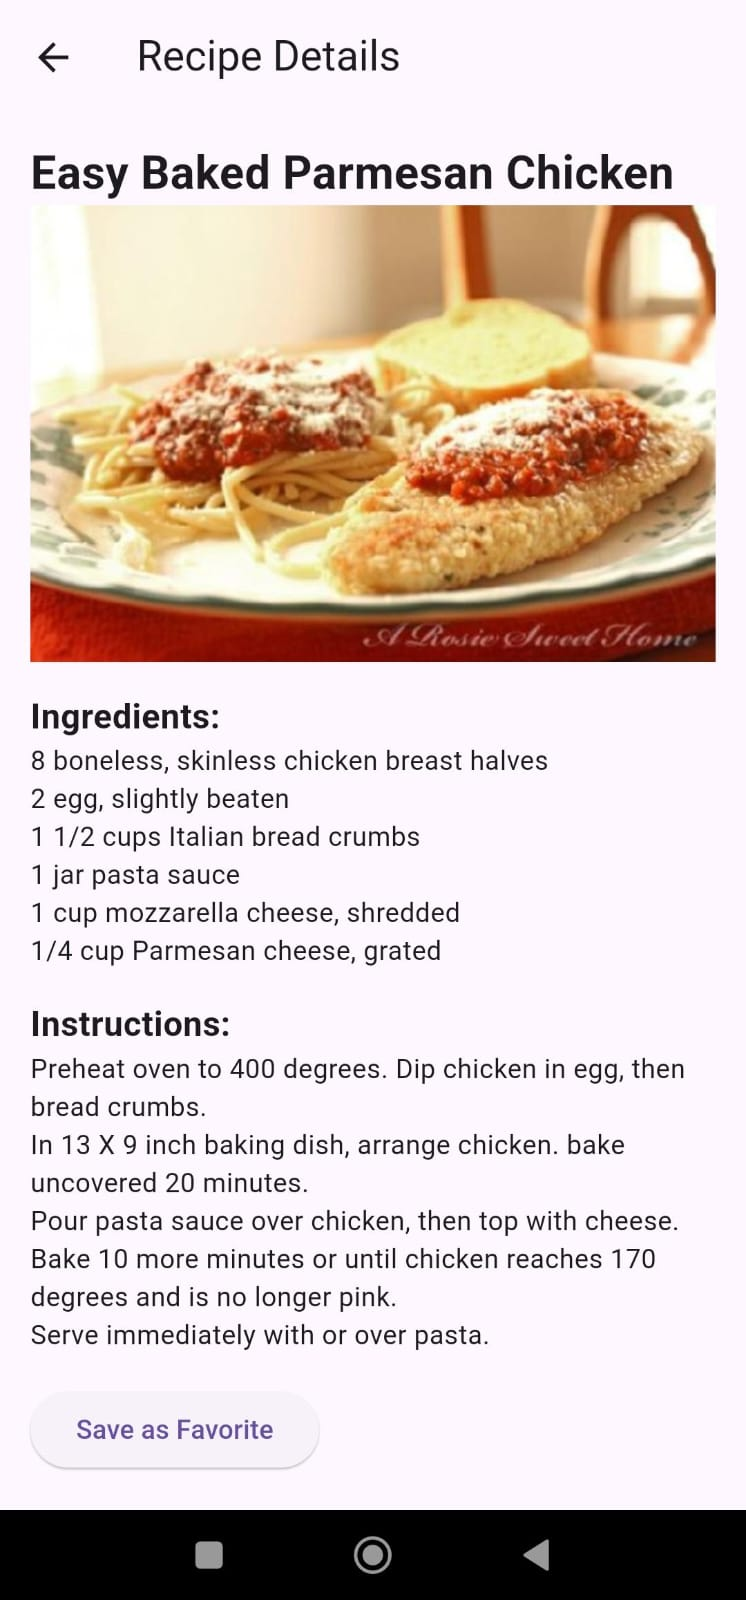 Recipe Details
Easy Baked Parmesan Chicken
A Rosie Sweet Home
Ingredients:
8 boneless, skinless chicken breast halves
2 egg, slightly beaten
1 1/2 cups Italian bread crumbs
1 jar pasta sauce
1 cup mozzarella cheese, shredded
1/4 cup Parmesan cheese, grated
Instructions:
Preheat oven to 400 degrees. Dip chicken in egg, then
bread crumbs.
In 13 X 9 inch baking dish, arrange chicken. bake
uncovered 20 minutes.
Pour pasta sauce over chicken, then top with cheese.
Bake 10 more minutes or until chicken reaches 170
degrees and is no longer pink.
Serve immediately with or over pasta.
Save as Favorite